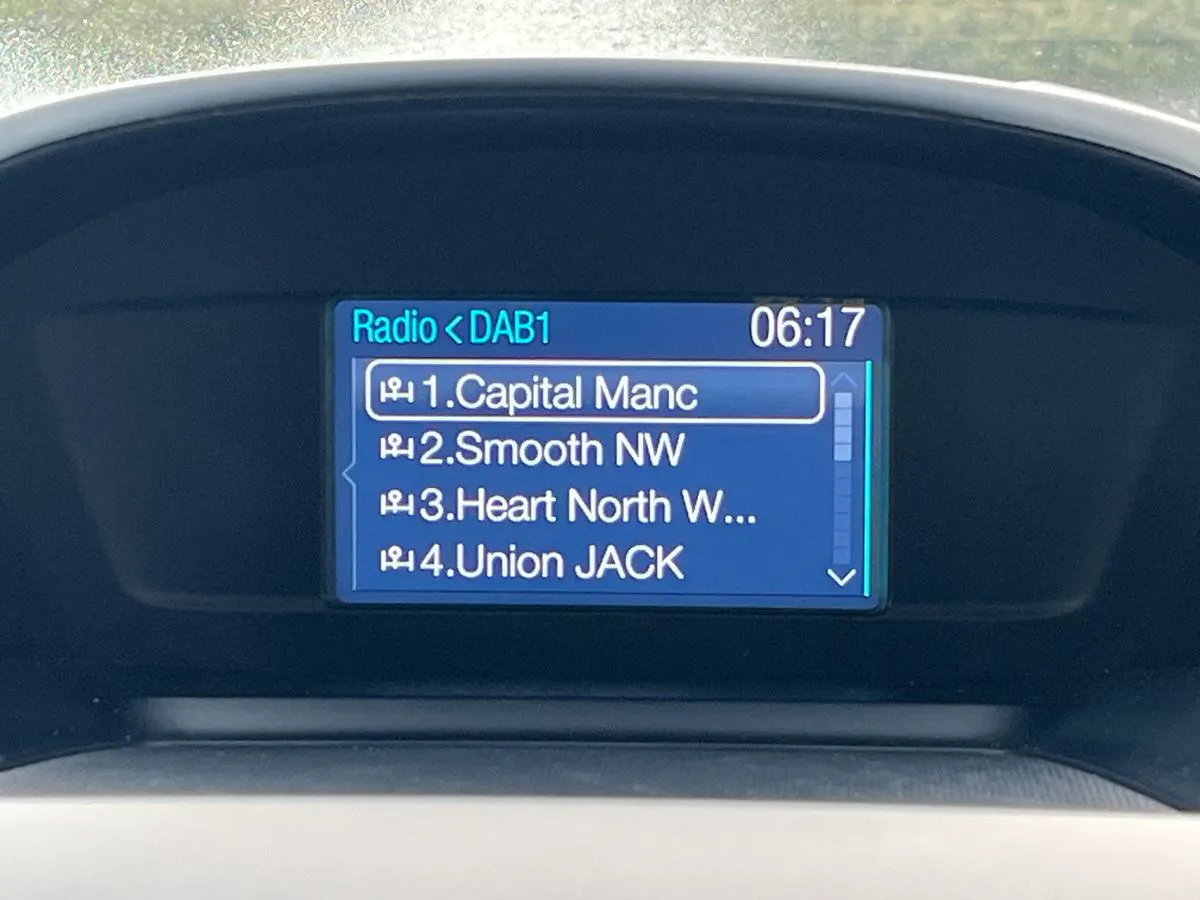 Radio < DAB1 06:17
1.Capital Manc
2.Smooth NW
3.Heart North W...
4.Union JACK